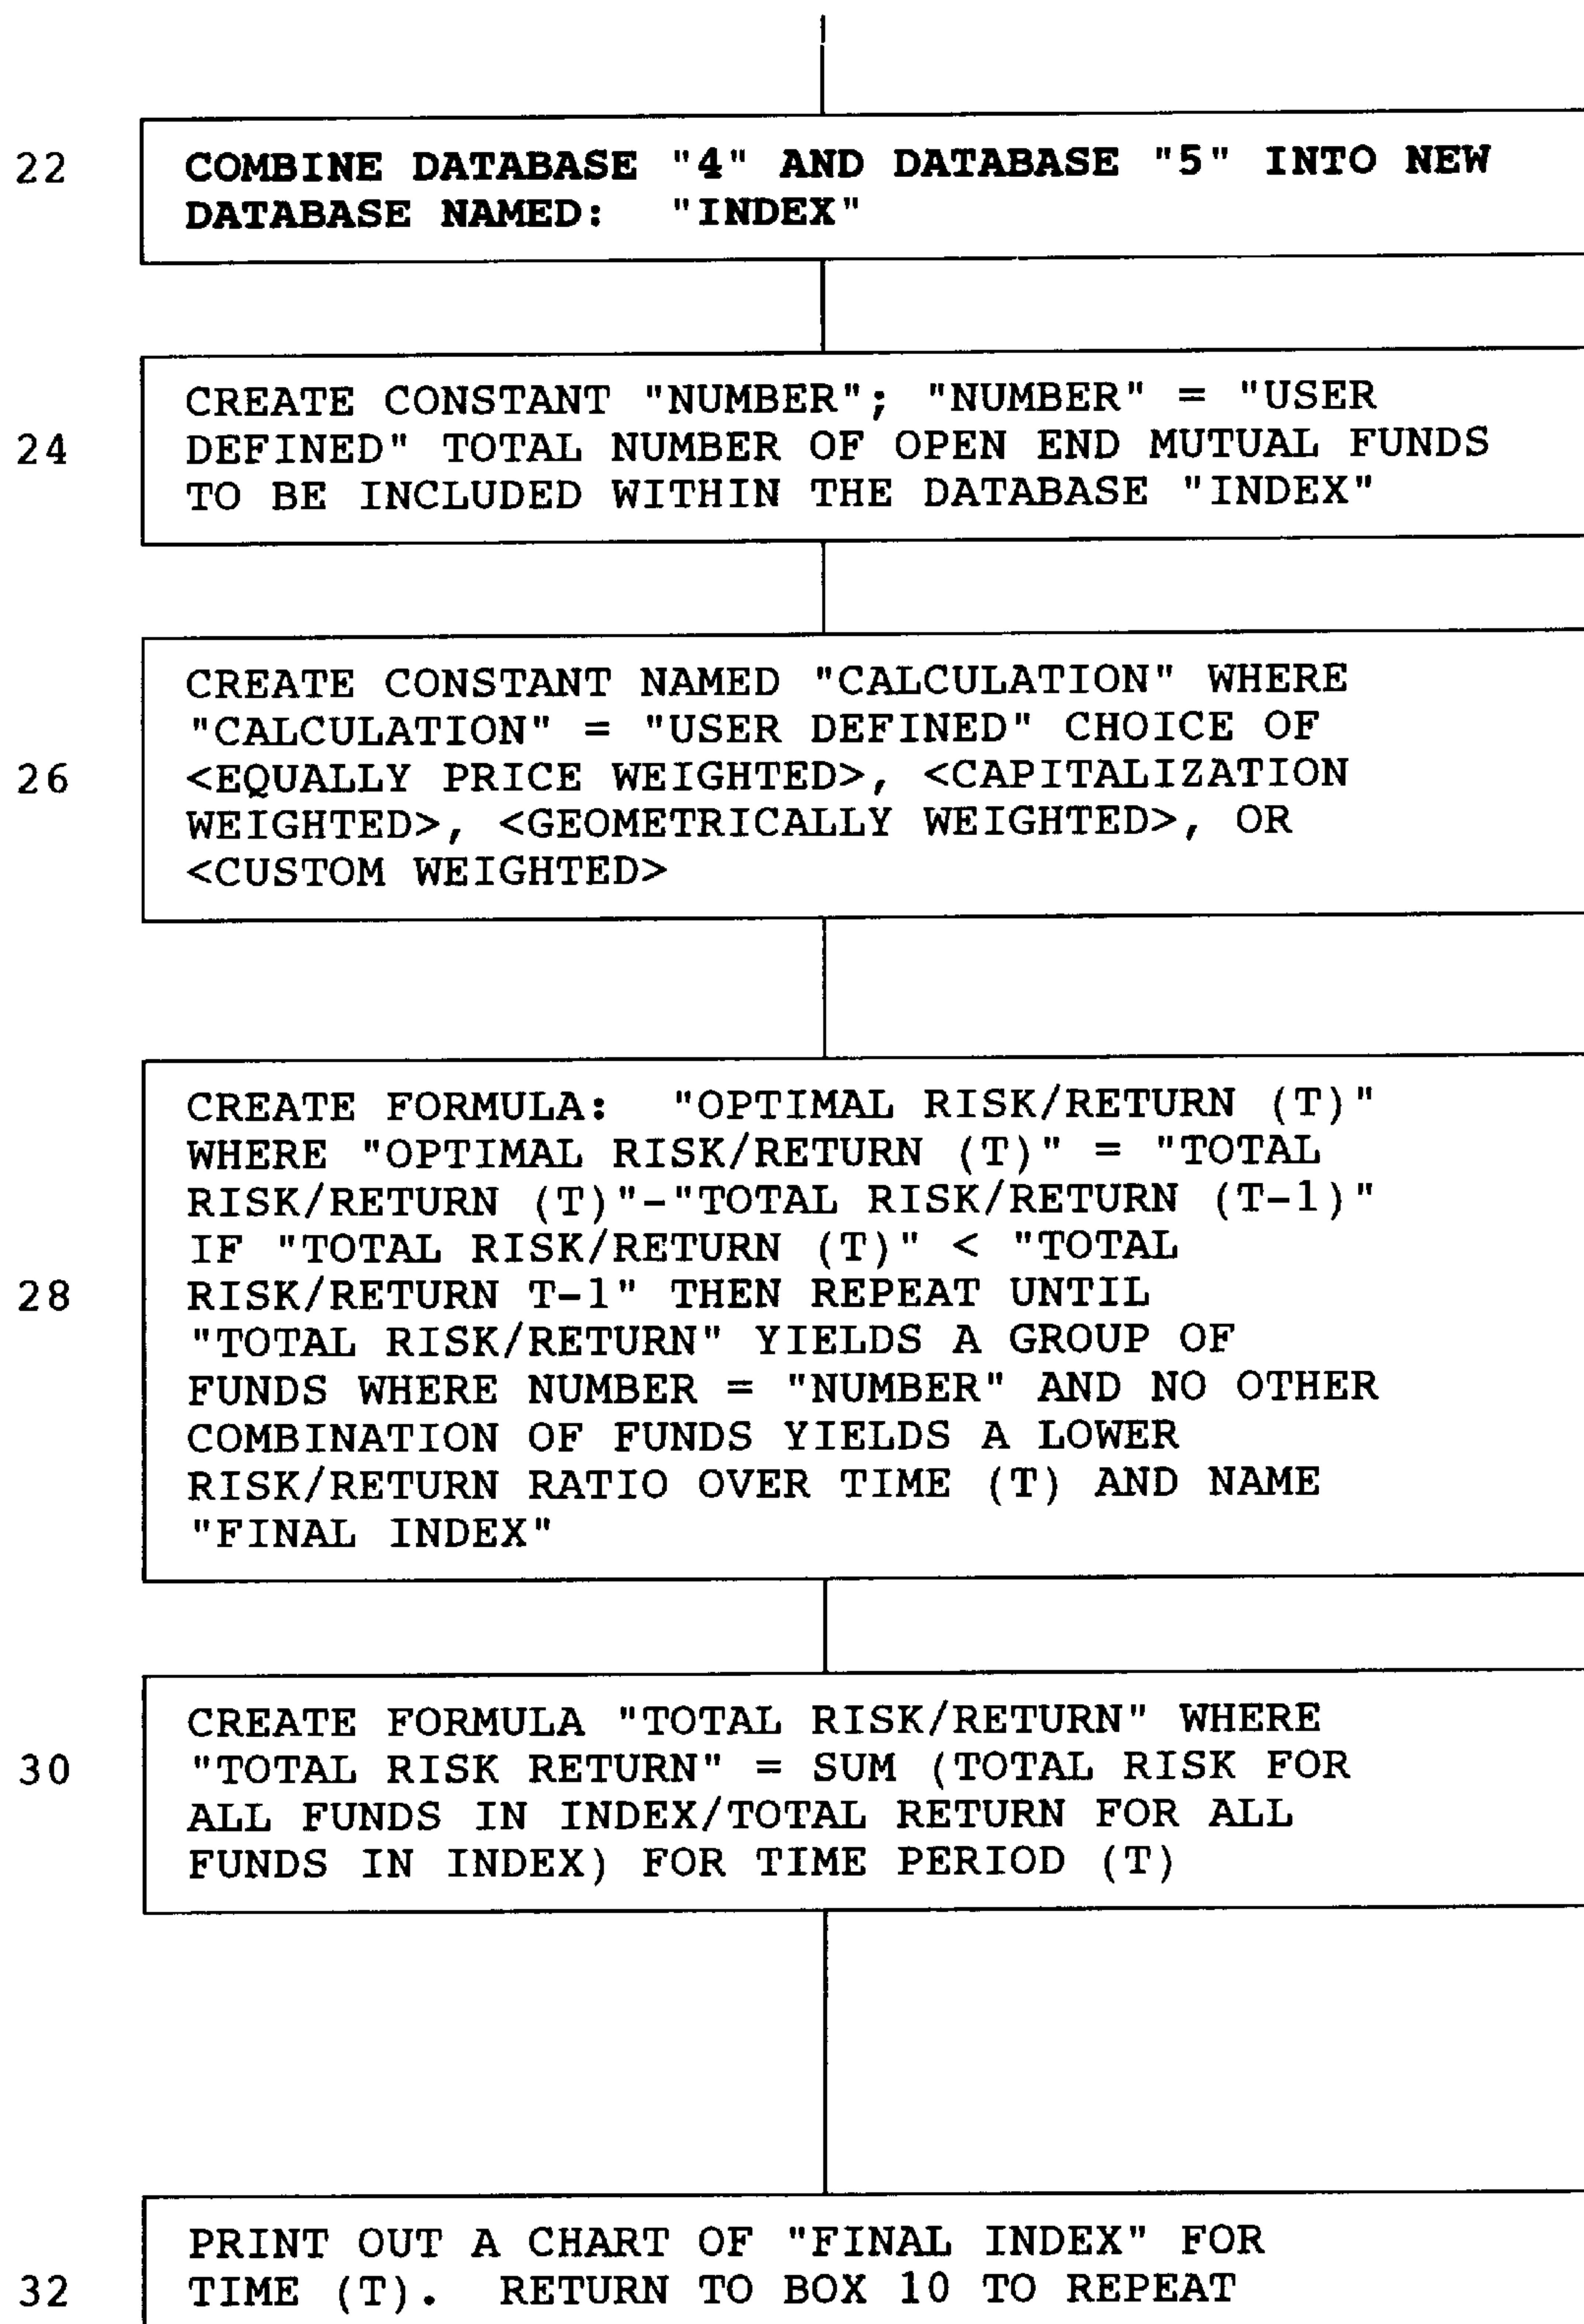 22
COMBINE DATABASE "4" AND DATABASE "5" INTO NEW
DATABASE NAMED: "INDEX"
24
CREATE CONSTANT "NUMBER"; "NUMBER" = "USER
DEFINED" TOTAL NUMBER OF OPEN END MUTUAL FUNDS
TO BE INCLUDED WITHIN THE DATABASE "INDEX"
26
CREATE CONSTANT NAMED "CALCULATION" WHERE
"CALCULATION" = "USER DEFINED" CHOICE OF
<EQUALLY PRICE WEIGHTED>, <CAPITALIZATION
WEIGHTED>, <GEOMETRICALLY WEIGHTED>, OR
<CUSTOM WEIGHTED>
28
CREATE FORMULA: "OPTIMAL RISK/RETURN (T)"
WHERE "OPTIMAL RISK/RETURN (T)" = "TOTAL
RISK/RETURN (T)"-"TOTAL RISK/RETURN (T-1)"
IF "TOTAL RISK/RETURN (T)" < "TOTAL
RISK/RETURN T-1" THEN REPEAT UNTIL
"TOTAL RISK/RETURN" YIELDS A GROUP OF
FUNDS WHERE NUMBER = "NUMBER" AND NO OTHER
COMBINATION OF FUNDS YIELDS A LOWER
RISK/RETURN RATIO OVER TIME (T) AND NAME
"FINAL INDEX"
30
CREATE FORMULA "TOTAL RISK/RETURN" WHERE
"TOTAL RISK RETURN" = SUM (TOTAL RISK FOR
ALL FUNDS IN INDEX/TOTAL RETURN FOR ALL
FUNDS IN INDEX) FOR TIME PERIOD (T)
32
PRINT OUT A CHART OF "FINAL INDEX" FOR
TIME (T). RETURN TO BOX 10 TO REPEAT